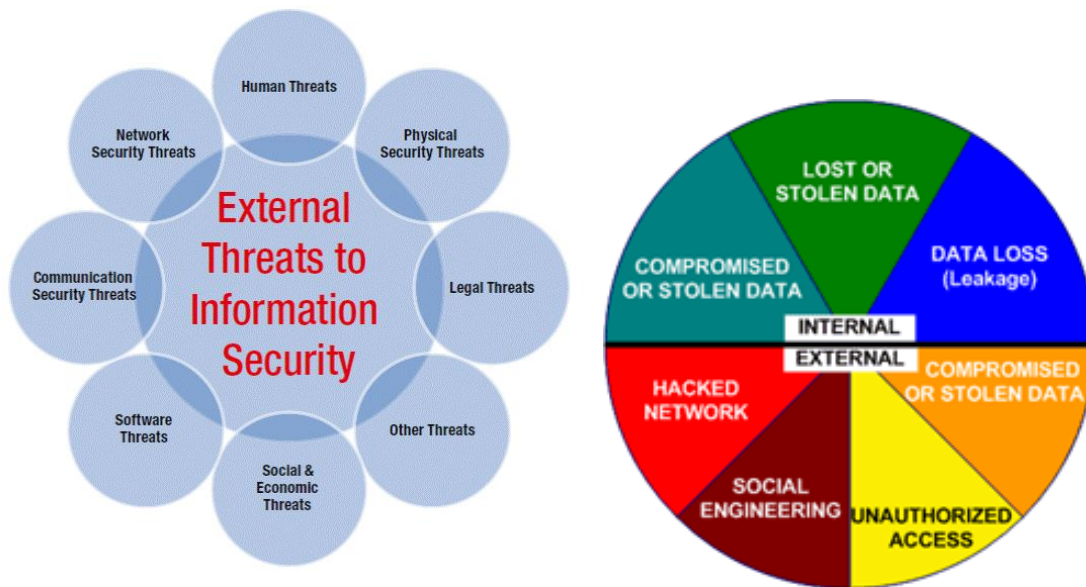 Human Threats
Network
Security Threats
Physical
Security Threats
External
Threats to
Information
Security
Communication
Security Threats
Legal Threats
Software
Threats
Other Threats
Social &
Economic
Threats
LOST OR
STOLEN DATA
COMPROMISED
OR STOLEN DATA
DATA LOSS
(Leakage)
INTERNAL
EXTERNAL
HACKED
NETWORK
COMPROMISED
OR STOLEN DATA
SOCIAL
ENGINEERING
UNAUTHORIZED
ACCESS